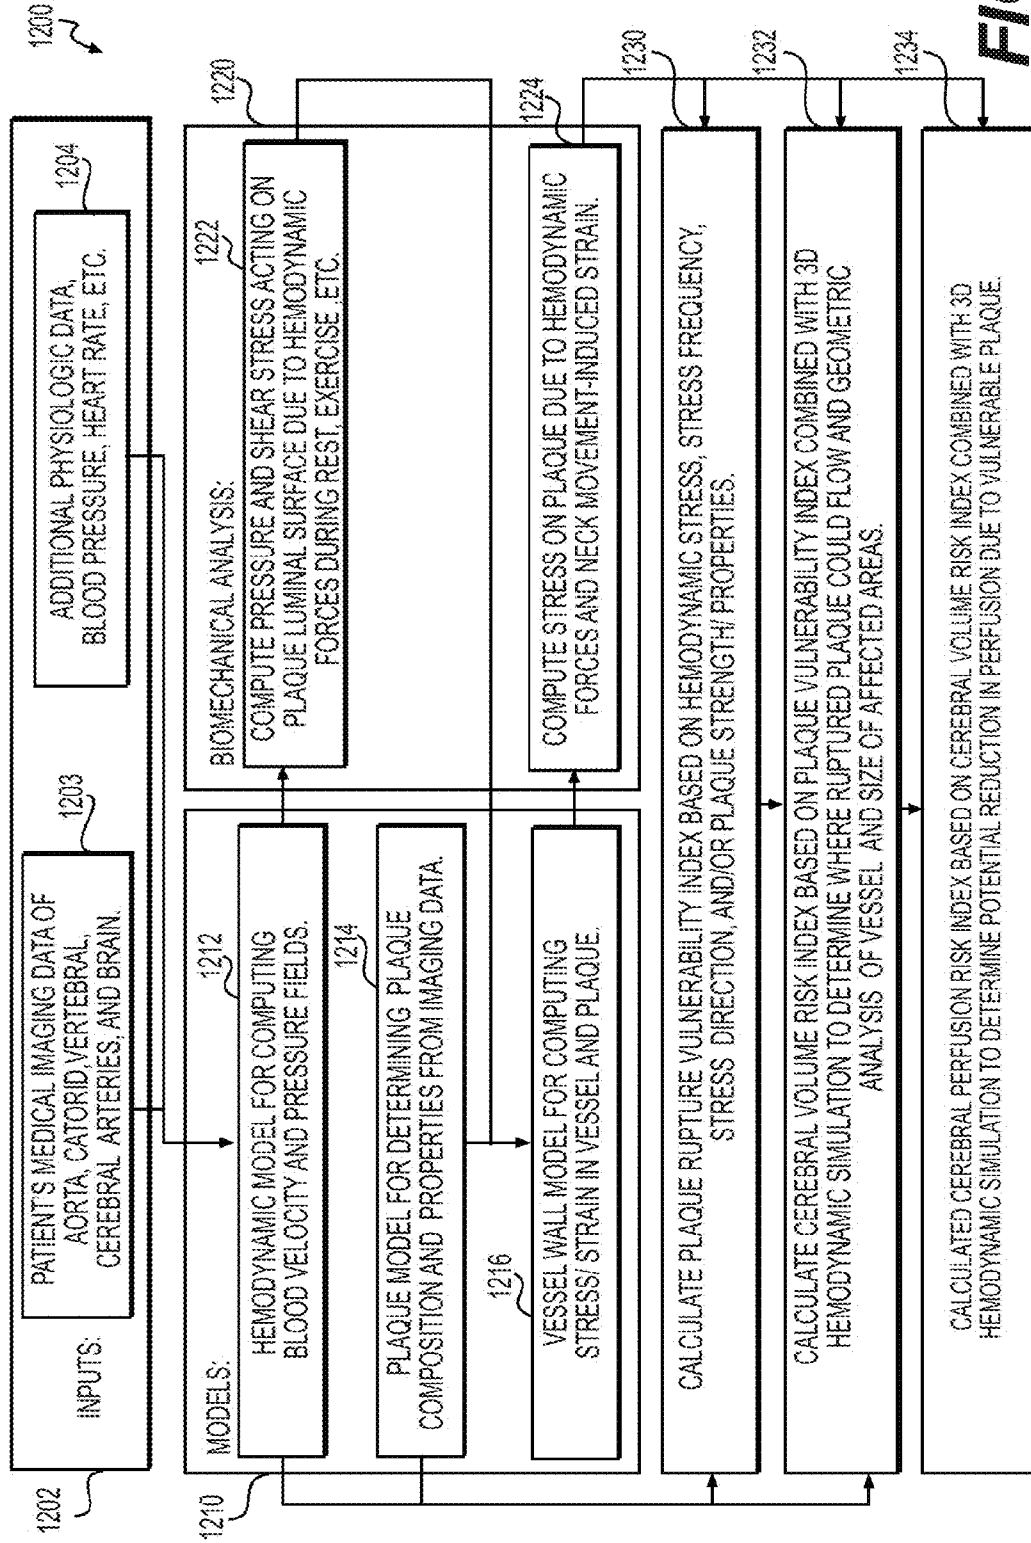 1200
1202
INPUTS:
1203
PATIENT'S MEDICAL IMAGING DATA OF
AORTA, CATORID,VERTEBRAL,
CEREBRAL ARTERIES, AND BRAIN.
1204
ADDITIONAL PHYSIOLOGIC DATA,
BLOOD PRESSURE, HEART RATE, ETC.
1210
MODELS:
1212
HEMODYNAMIC MODEL FOR COMPUTING
BLOOD VELOCITY AND PRESSURE FIELDS.
1214
PLAQUE MODEL FOR DETERMINING PLAQUE
COMPOSITION AND PROPERTIES FROM IMAGING DATA.
1216
VESSEL WALL MODEL FOR COMPUTING
STRESS/ STRAIN IN VESSEL AND PLAQUE.
1220
BIOMECHANICAL ANALYSIS:
1222
COMPUTE PRESSURE AND SHEAR STRESS ACTING ON
PLAQUE LUMINAL SURFACE DUE TO HEMODYNAMIC
FORCES DURING REST, EXERCISE ,ETC.
1224
COMPUTE STRESS ON PLAQUE DUE TO HEMODYNAMIC
FORCES AND NECK MOVEMENT-INDUCED STRAIN.
1230
CALCULATE PLAQUE RUPTURE VULNERABILITY INDEX BASED ON HEMODYNAMIC STRESS, STRESS FREQUENCY,
STRESS DIRECTION, AND/OR PLAQUE STRENGTH/ PROPERTIES.
1232
CALCULATE CEREBRAL VOLUME RISK INDEX BASED ON PLAQUE VULNERABILITY INDEX COMBINED WITH 3D
HEMODYNAMIC SIMULATION TO DETERMINE WHERE RUPTURED PLAQUE COULD FLOW AND GEOMETRIC
ANALYSIS OF VESSEL AND SIZE OF AFFECTED AREAS.
1234
CALCULATED CEREBRAL PERFUSION RISK INDEX BASED ON CEREBRAL VOLUME RISK INDEX COMBINED WITH 3D
HEMODYNAMIC SIMULATION TO DETERMINE POTENTIAL REDUCTION IN PERFUSION DUE TO VULNERABLE PLAQUE.